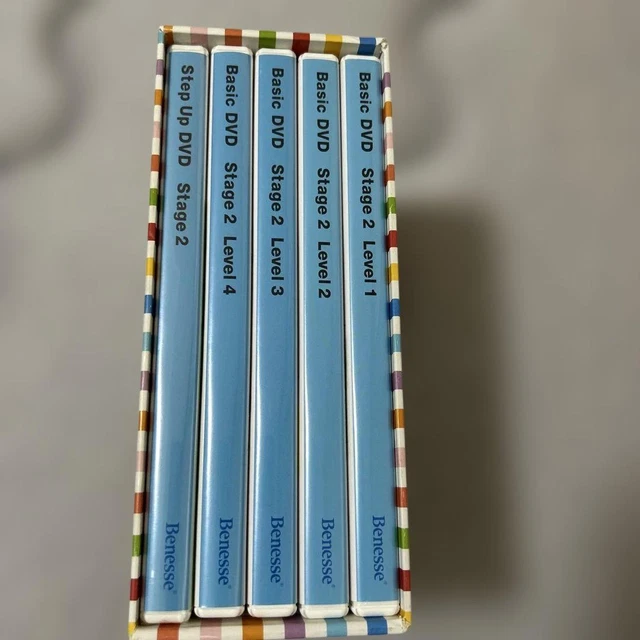 Step Up DVD Stage 2
Benesse®
Basic DVD Stage 2 Level 4
Benesse®
Basic DVD Stage 2 Level 3
Benesse®
Basic DVD Stage 2 Level 2
Benesse®
Basic DVD Stage 2 Level 1
Benesse®